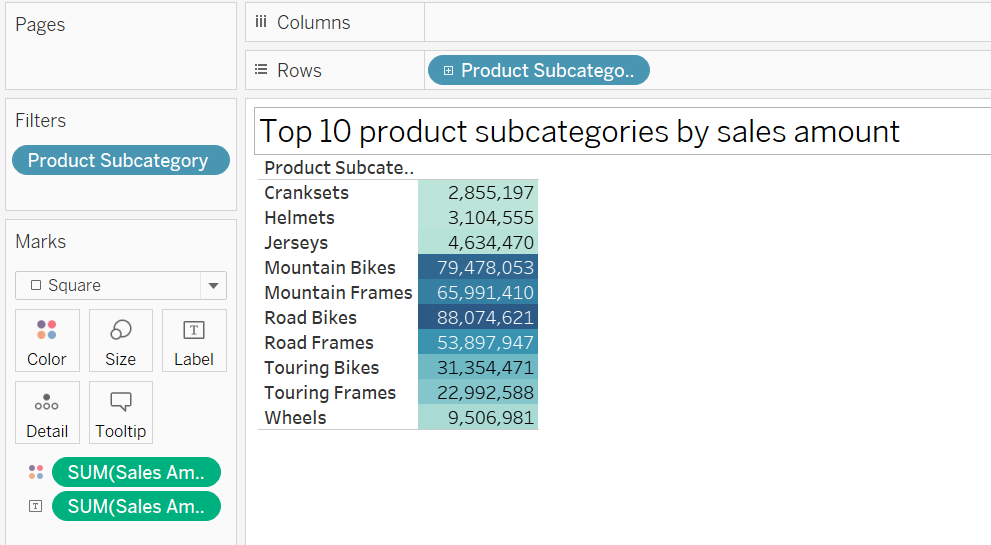 Pages
Columns
Rows
Product Subcatego..
Filters
Product Subcategory
Marks
Square
Color
Size
T
Label
Detail
Tooltip
SUM(Sales Am..
T
SUM(Sales Am..
Top 10 product subcategories by sales amount
Product Subcate..
Cranksets 2,855,197
Helmets 3,104,555
Jerseys 4,634,470
Mountain Bikes 79,478,053
Mountain Frames 65,991,410
Road Bikes 88,074,621
Road Frames 53,897,947
Touring Bikes 31,354,471
Touring Frames 22,992,588
Wheels 9,506,981